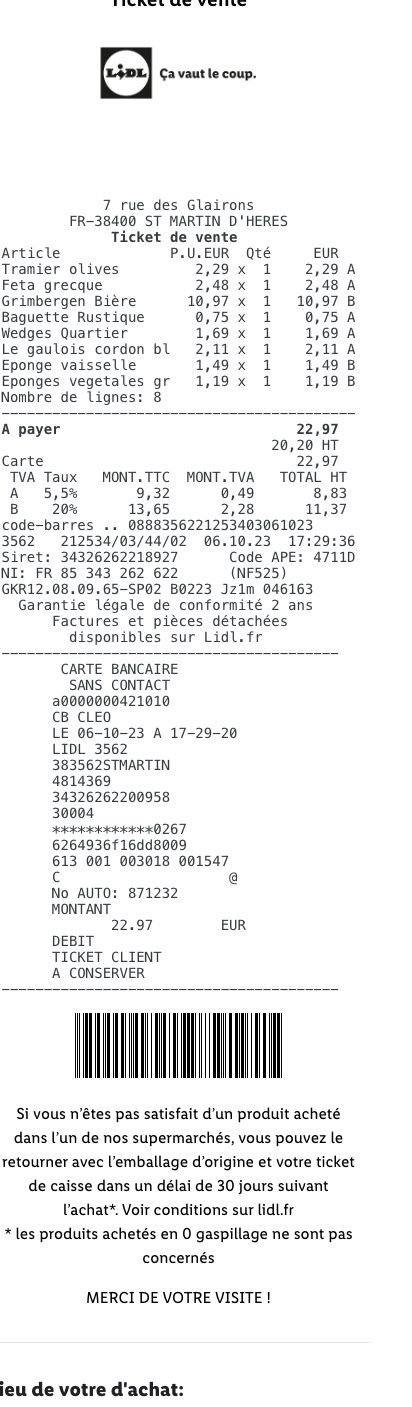 Ticket de vente
LIDL Ça vaut le coup.
7 rue des Glairons
FR-38400 ST MARTIN D'HERES
Ticket de vente
Article P.U.EUR Qté EUR
Tramier olives 2,29 x 1 2,29 A
Feta grecque 2,48 x 1 2,48 A
Grimbergen Bière 10,97 x 1 10,97 B
Baguette Rustique 0,75 x 1 0,75 A
Wedges Quartier 1,69 x 1 1,69 A
Le gaulois cordon bl 2,11 x 1 2,11 A
Eponge vaisselle 1,49 x 1 1,49 B
Eponges vegetales gr 1,19 x 1 1,19 B
Nombre de lignes: 8
A payer 22,97
20,20 HT
Carte 22,97
TVA Taux MONT.TTC MONT.TVA TOTAL HT
A 5,5% 9,32 0,49 8,83
B 20% 13,65 2,28 11,37
code-barres .. 0888356221253403061023
3562 212534/03/44/02 06.10.23 17:29:36
Siret: 34326262218927 Code APE: 4711D
NI: FR 85 343 262 622 (NF525)
GKR12.08.09.65-SP02 B0223 Jz1m 046163
Garantie légale de conformité 2 ans
Factures et pièces détachées
disponibles sur Lidl.fr
CARTE BANCAIRE
SANS CONTACT
a0000000421010
CB CLEO
LE 06-10-23 A 17-29-20
LIDL 3562
383562STMARTIN
4814369
34326262200958
30004
************0267
6264936f16dd8009
613 001 003018 001547
C @
No AUTO: 871232
MONTANT
22.97 EUR
DEBIT
TICKET CLIENT
A CONSERVER
Si vous n'êtes pas satisfait d'un produit acheté
dans l'un de nos supermarchés, vous pouvez le
retourner avec l'emballage d'origine et votre ticket
de caisse dans un délai de 30 jours suivant
l'achat*. Voir conditions sur lidl.fr
* les produits achetés en 0 gaspillage ne sont pas
concernés
MERCI DE VOTRE VISITE !
ieu de votre d'achat: